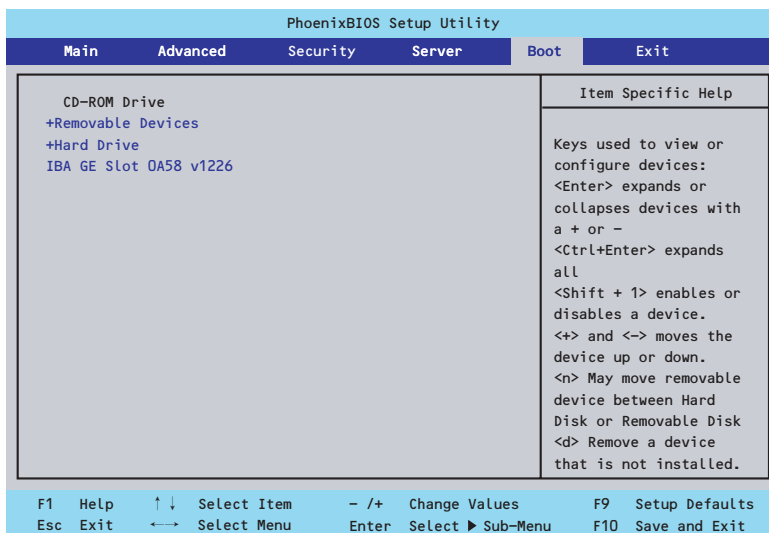 PhoenixBIOS Setup Utility
Main Advanced Security Server Boot Exit
CD-ROM Drive
+Removable Devices
+Hard Drive
IBA GE Slot 0A58 v1226
Item Specific Help
Keys used to view or
configure devices:
<Enter> expands or
collapses devices with
a + or -
<Ctrl+Enter> expands
all
<Shift + 1> enables or
disables a device.
<+> and <-> moves the
device up or down.
<n> May move removable
device between Hard
Disk or Removable Disk
<d> Remove a device
that is not installed.
F1 Help ↑↓ Select Item - /+ Change Values F9 Setup Defaults
Esc Exit ←→ Select Menu Enter Select ▶ Sub-Menu F10 Save and Exit